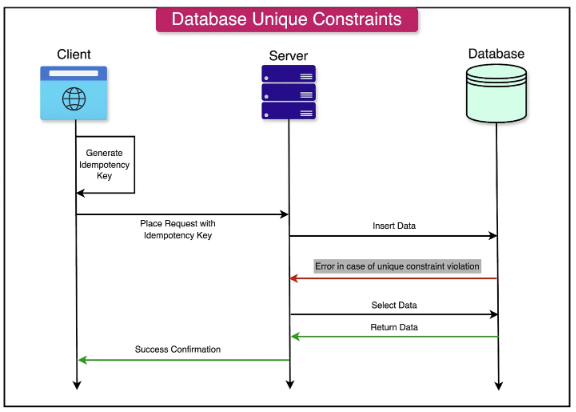 Database Unique Constraints
Client
Server
Database
Generate
Idempotency
Key
Place Request with
Idempotency Key
Insert Data
Error in case of unique constraint violation
Select Data
Return Data
Success Confirmation